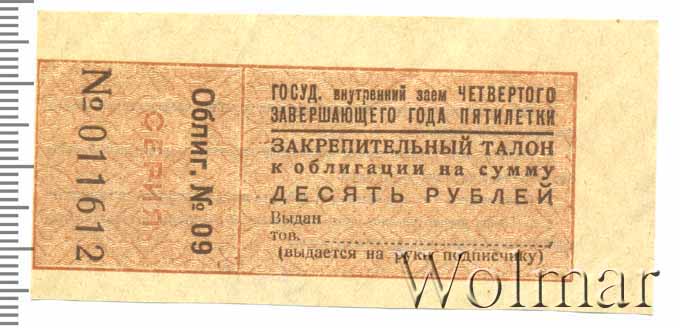 № 011612
СЕРИЯ
Облиг. № 09
ГОСУД. внутренний заем ЧЕТВЕРТОГО
ЗАВЕРШАЮЩЕГО ГОДА ПЯТИЛЕТКИ
ЗАКРЕПИТЕЛЬНЫЙ ТАЛОН
к облигации на сумму
ДЕСЯТЬ РУБЛЕЙ
Выдан
тов.
(выдается на руки подписчику)
Wolmar